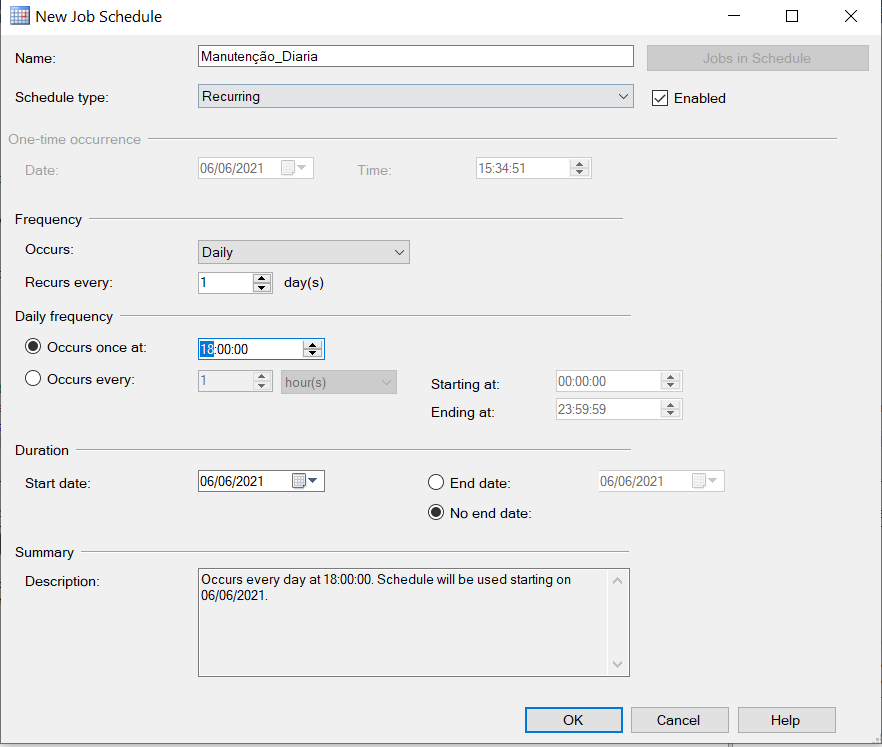 New Job Schedule
Name: Manutenção_Diaria Jobs in Schedule
Schedule type: Recurring Enabled
One-time occurrence
Date: 06/06/2021 Time: 15:34:51
Frequency
Occurs: Daily
Recurs every: 1 day(s)
Daily frequency
Occurs once at: 18:00:00
Occurs every: 1 hour(s) Starting at: 00:00:00
Ending at: 23:59:59
Duration
Start date: 06/06/2021 End date: 06/06/2021
No end date:
Summary
Description: Occurs every day at 18:00:00. Schedule will be used starting on
06/06/2021.
OK Cancel Help